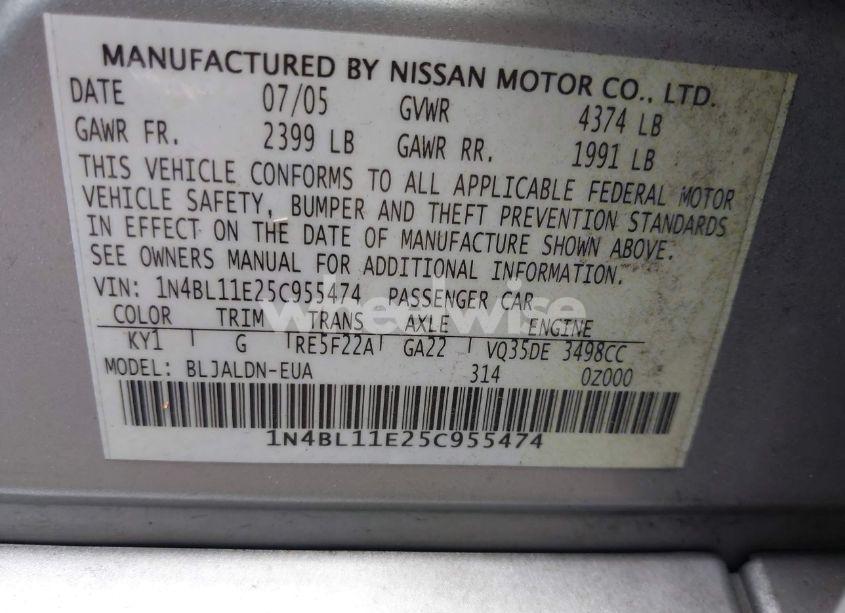 MANUFACTURED BY NISSAN MOTOR CO., LTD.
DATE 07/05 GVWR 4374 LB
GAWR FR. 2399 LB GAWR RR. 1991 LB
THIS VEHICLE CONFORMS TO ALL APPLICABLE FEDERAL MOTOR
VEHICLE SAFETY, BUMPER AND THEFT PREVENTION STANDARDS
IN EFFECT ON THE DATE OF MANUFACTURE SHOWN ABOVE.
SEE OWNERS MANUAL FOR ADDITIONAL INFORMATION.
VIN: 1N4BL11E25C955474 PASSENGER CAR
wheelwise
COLOR TRIM TRANS AXLE ENGINE
KY1 G RE5F22A GA22 VQ35DE 3498CC
MODEL: BLJALDN-EUA 314 0Z000
1N4BL11E25C955474